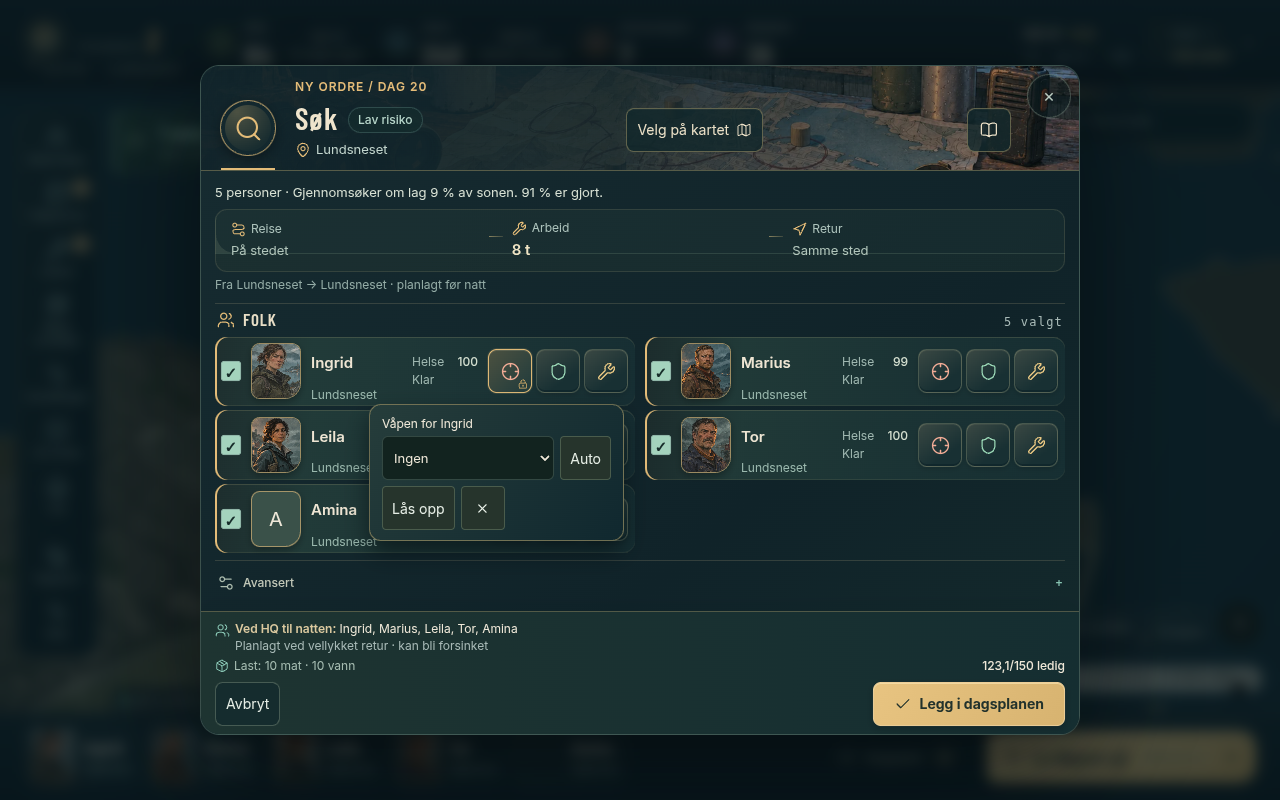 NY ORDRE / DAG 20
Søk
Lav risiko
Lundsneset
Velg på kartet
5 personer · Gjennomsøker om lag 9 % av sonen. 91 % er gjort.
Reise
På stedet
Arbeid
8 t
Retur
Samme sted
Fra Lundsneset → Lundsneset · planlagt før natt
FOLK
5 valgt
Ingrid
Lundsneset
Helse 100
Klar
Marius
Lundsneset
Helse 99
Klar
Leila
Lundsneset
Tor
Lundsneset
Helse 100
Klar
A
Amina
Lundsneset
Våpen for Ingrid
Ingen
Auto
Lås opp
×
Avansert
+
Ved HQ til natten: Ingrid, Marius, Leila, Tor, Amina
Planlagt ved vellykket retur · kan bli forsinket
Last: 10 mat · 10 vann
123,1/150 ledig
Avbryt
Legg i dagsplanen